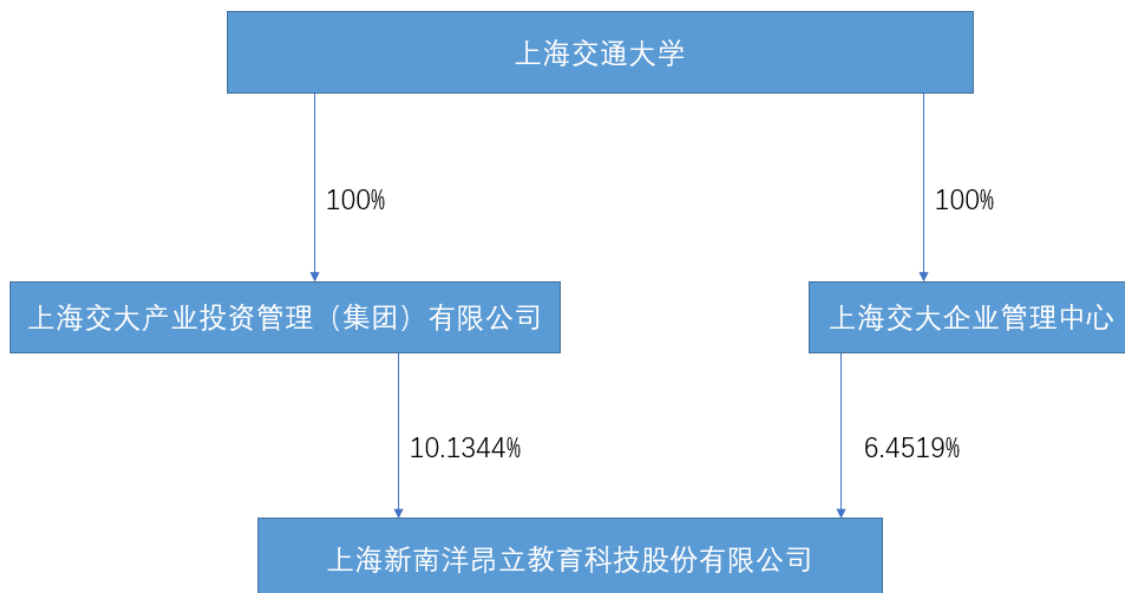 上海交通大学
100%
100%
上海交大产业投资管理（集团）有限公司
上海交大企业管理中心
10.1344%
6.4519%
上海新南洋昂立教育科技股份有限公司